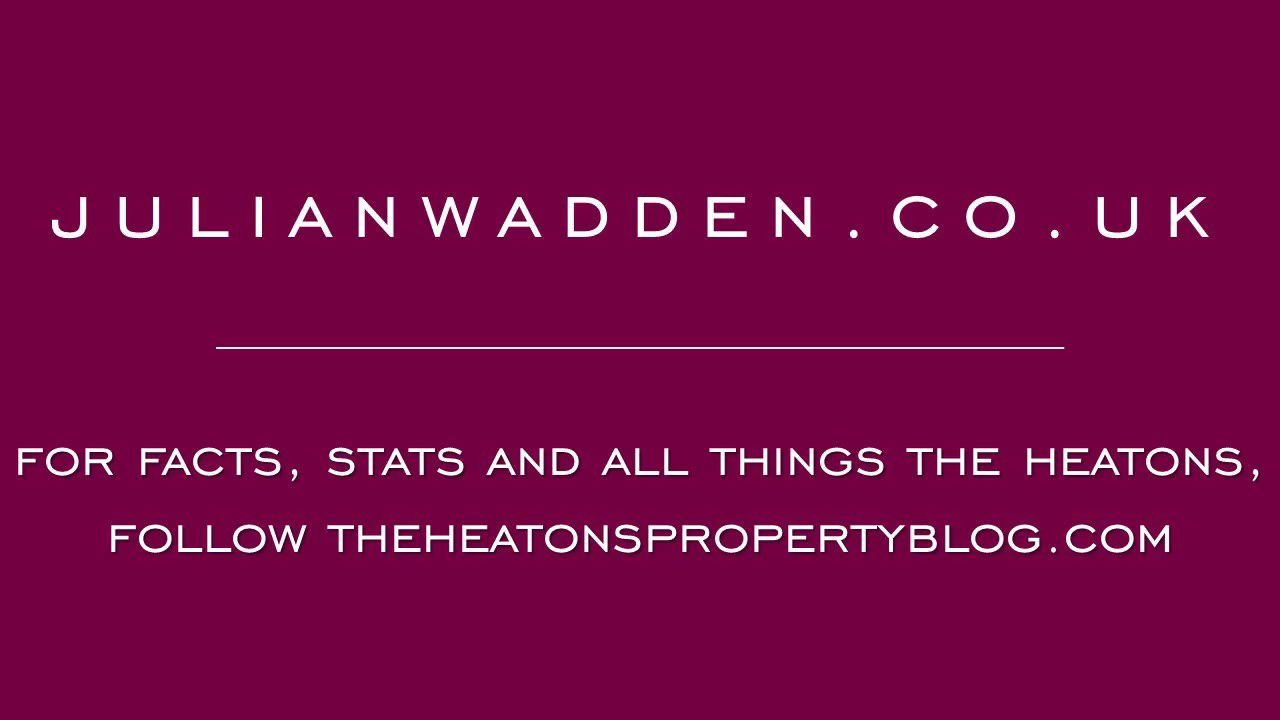 JULIANWADDEN.CO.UK
FOR FACTS, STATS AND ALL THINGS THE HEATONS,
FOLLOW THEHEATONSPROPERTYBLOG.COM